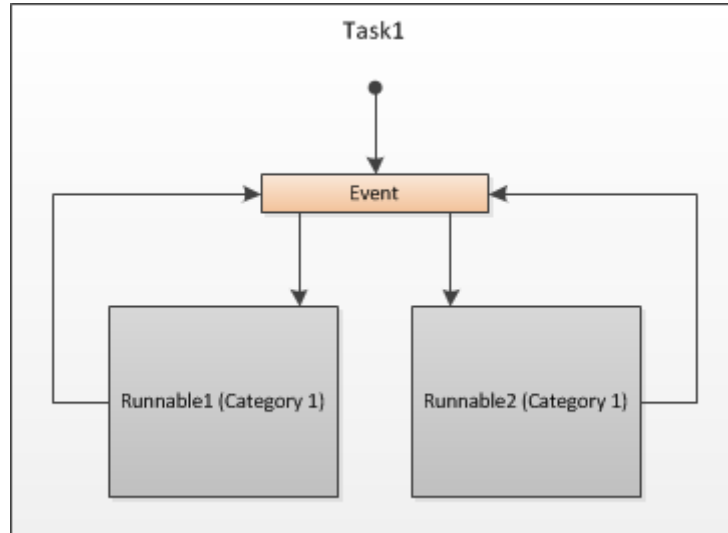 Task1
Event
Runnable1 (Category 1)
Runnable2 (Category 1)